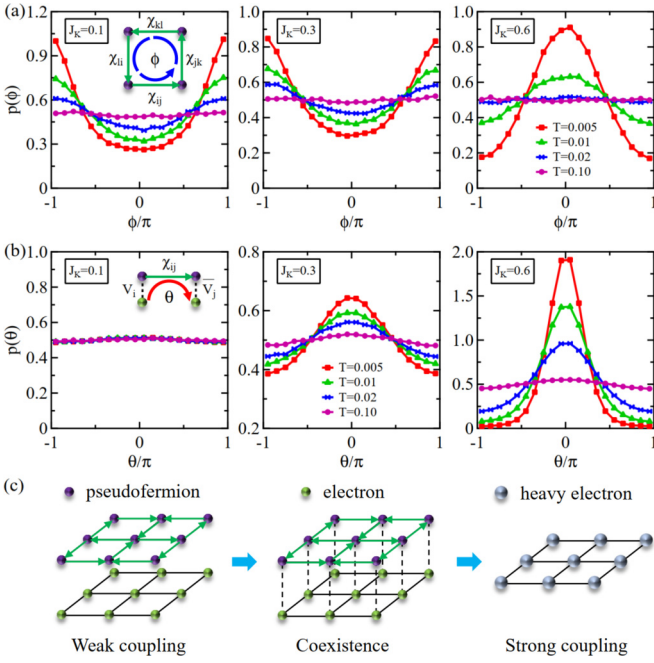 (a)
1.2
0.9
0.6
0.3
0
p(ϕ)
J_K=0.1
χ_kl
χ_li
ϕ
χ_jk
χ_ij
-1
0
1
ϕ/π
1.0
0.8
0.6
0.4
0.2
0
J_K=0.3
-1
0
1
ϕ/π
1.0
0.8
0.6
0.4
0.2
0
J_K=0.6
T=0.005
T=0.01
T=0.02
T=0.10
-1
0
1
ϕ/π
(b)
1.0
0.8
0.6
0.4
0.2
0
p(θ)
J_K=0.1
χ_ij
V_i
θ
V̅_j
-1
0
1
θ/π
0.8
0.6
0.4
0.2
J_K=0.3
T=0.005
T=0.01
T=0.02
T=0.10
-1
0
1
θ/π
2.0
1.5
1.0
0.5
0
J_K=0.6
-1
0
1
θ/π
(c)
pseudofermion
electron
heavy electron
Weak coupling
Coexistence
Strong coupling